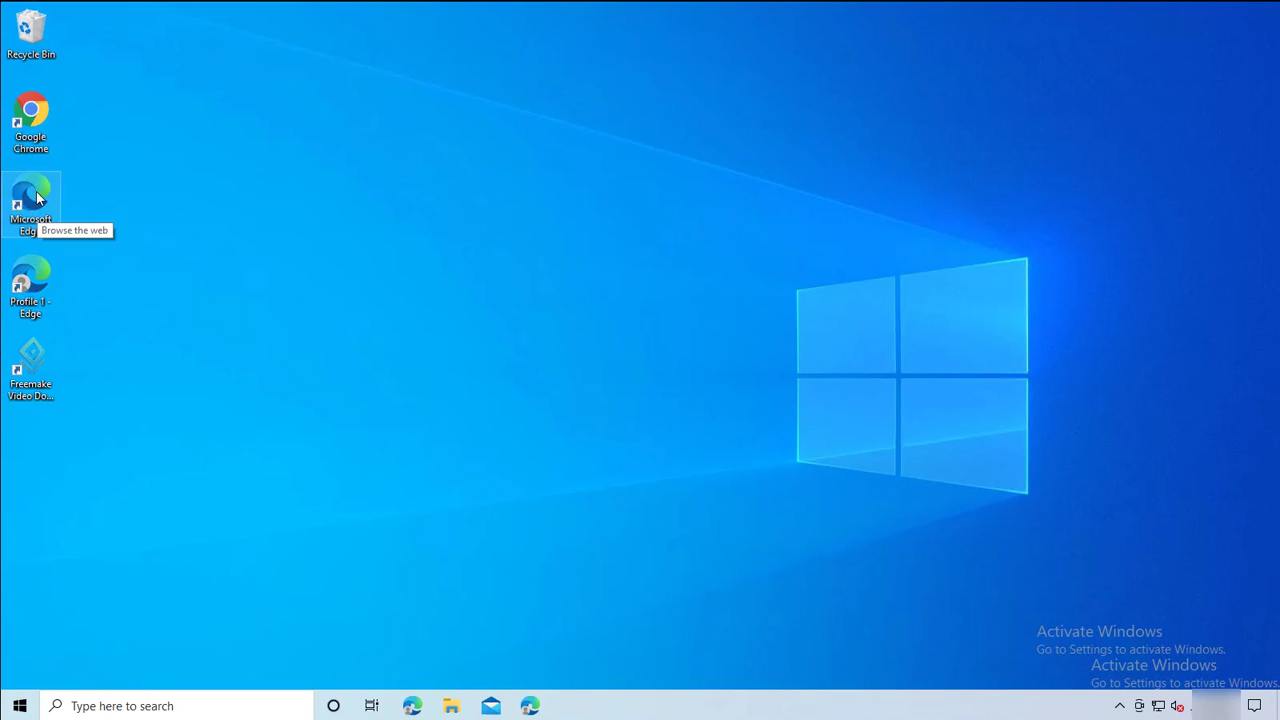 Recycle Bin
Google
Chrome
Microsoft
Edg
Browse the web
Profile 1 -
Edge
Freemake
Video Do...
Activate Windows
Go to Settings to activate Windows.
Activate Windows
Go to Settings to activate Windows.
Type here to search